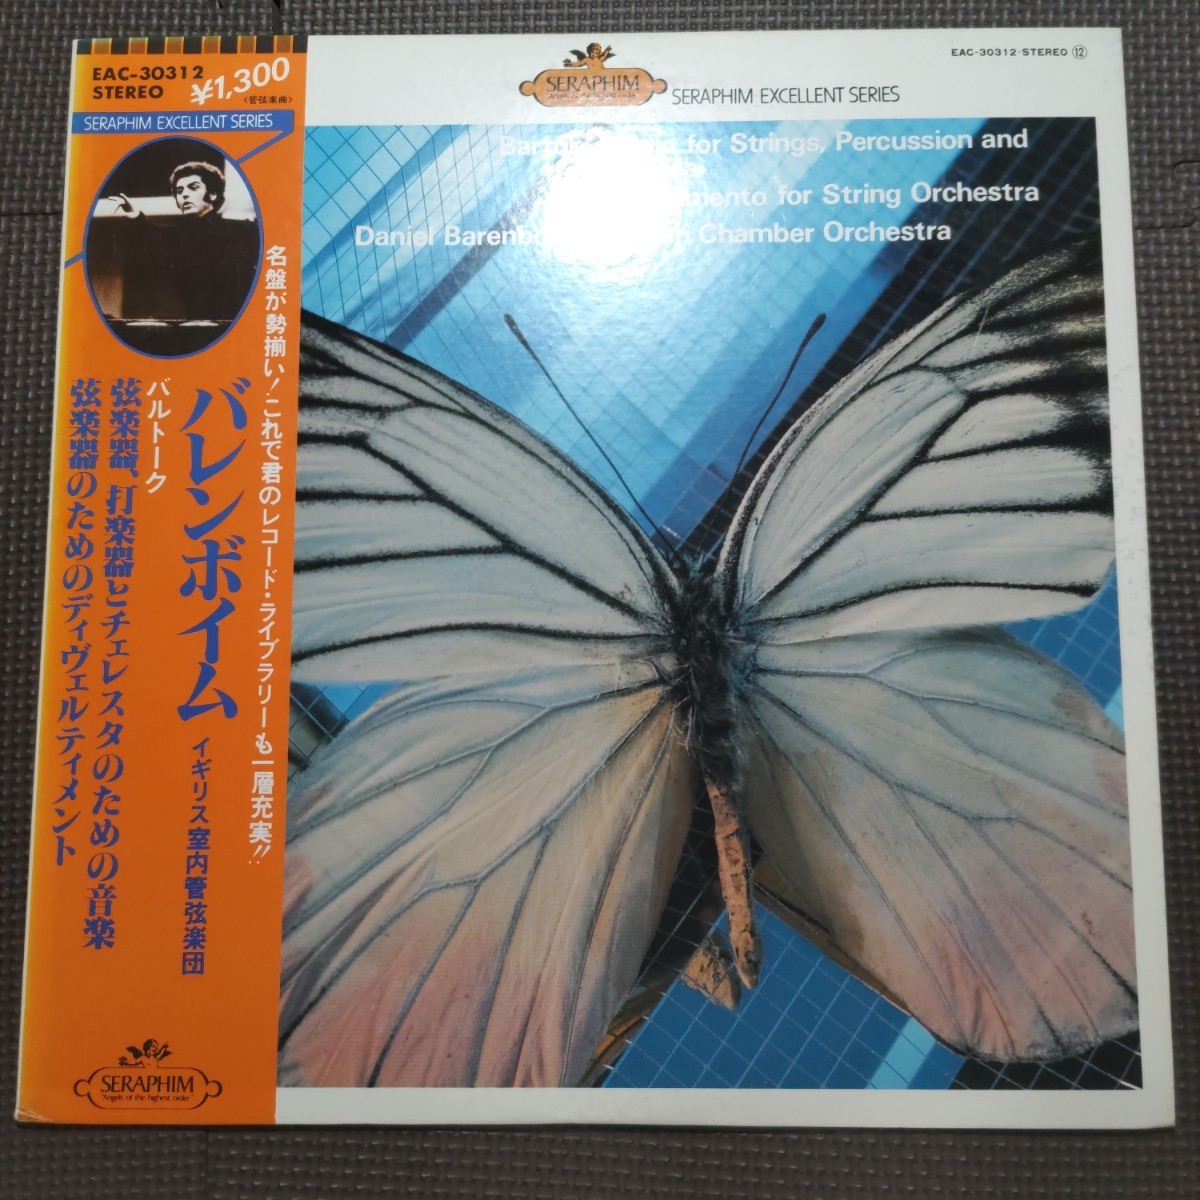 EAC-30312
STEREO
¥1,300
〈管弦楽曲〉
SERAPHIM EXCELLENT SERIES
名盤が勢揃い!これで君のレコード・ライブラリーも一層充実!!
バレンボイム イギリス室内管弦楽団
バルトーク
弦楽器、打楽器とチェレスタのための音楽
弦楽器のためのディヴェルティメント
SERAPHIM
"Angels of the highest order"
SERAPHIM
"Angels of the highest order"
SERAPHIM EXCELLENT SERIES
EAC-30312·STEREO ⑫
for Strings, Percussion and
for String Orchestra
Daniel Chamber Orchestra